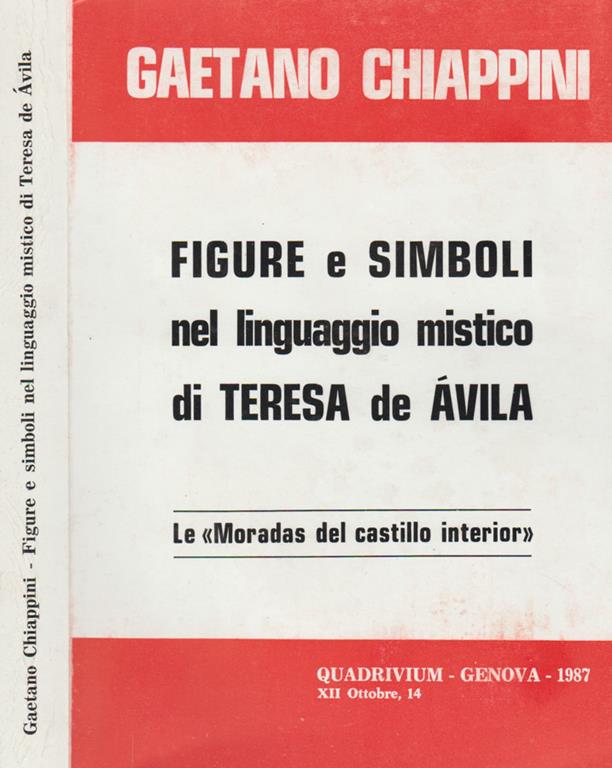 Gaetano Chiappini - Figure e simboli nel linguaggio mistico di Teresa de Ávila
GAETANO CHIAPPINI
FIGURE e SIMBOLI
nel linguaggio mistico
di TERESA de ÁVILA
Le «Moradas del castillo interior»
QUADRIVIUM - GENOVA - 1987
XII Ottobre, 14